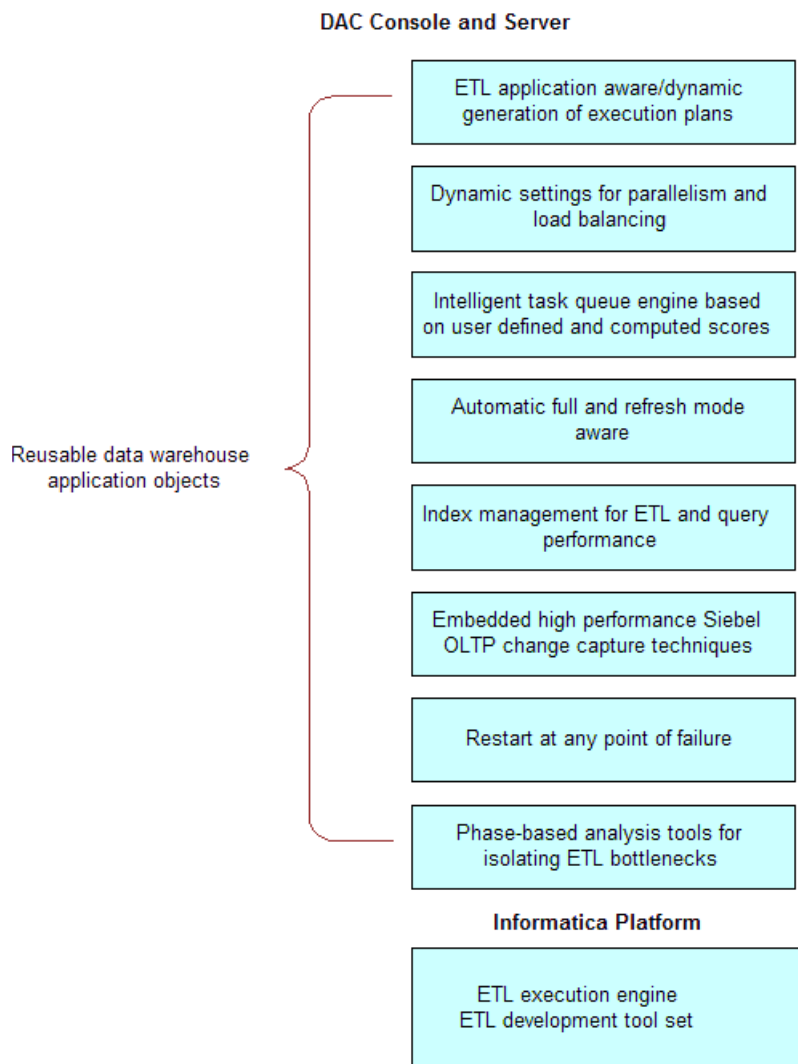 DAC Console and Server
ETL application aware/dynamic
generation of execution plans
Dynamic settings for parallelism and
load balancing
Intelligent task queue engine based
on user defined and computed scores
Automatic full and refresh mode
aware
Reusable data warehouse
application objects
Index management for ETL and query
performance
Embedded high performance Siebel
OLTP change capture techniques
Restart at any point of failure
Phase-based analysis tools for
isolating ETL bottlenecks
Informatica Platform
ETL execution engine
ETL development tool set